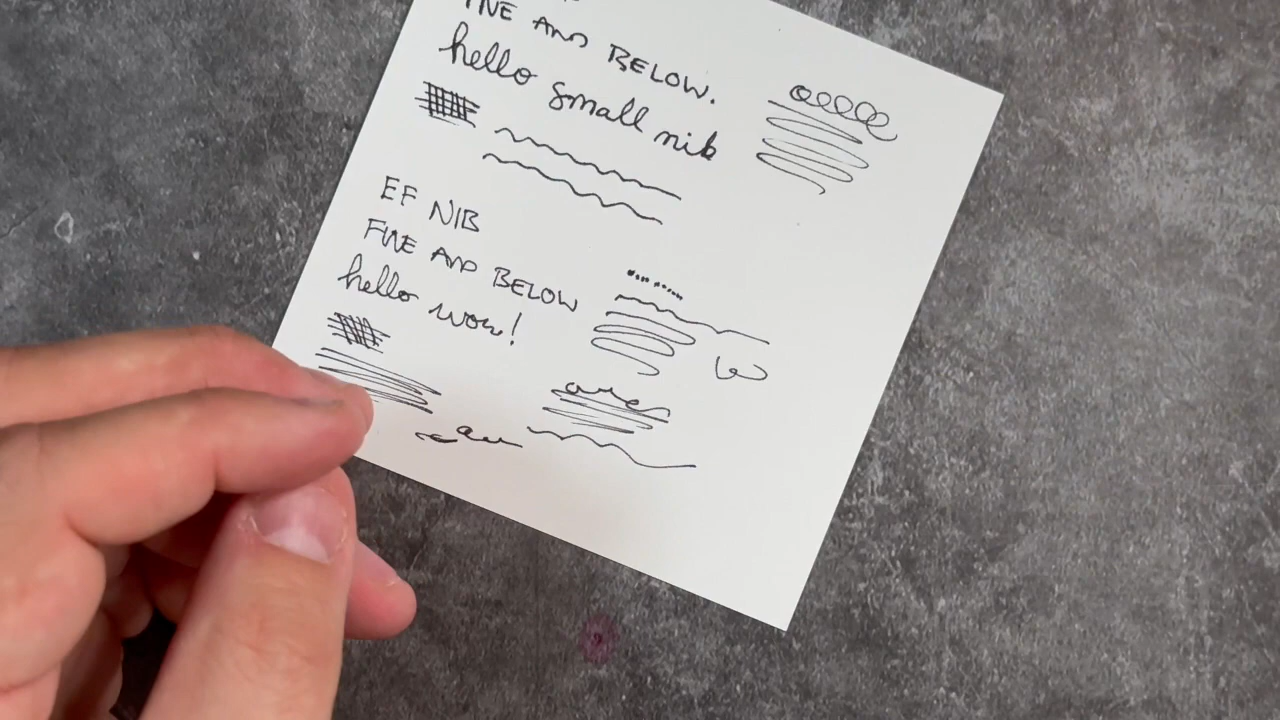 FINE AND BELOW.
hello small nib
EF NIB
FINE AND BELOW
hello wow!